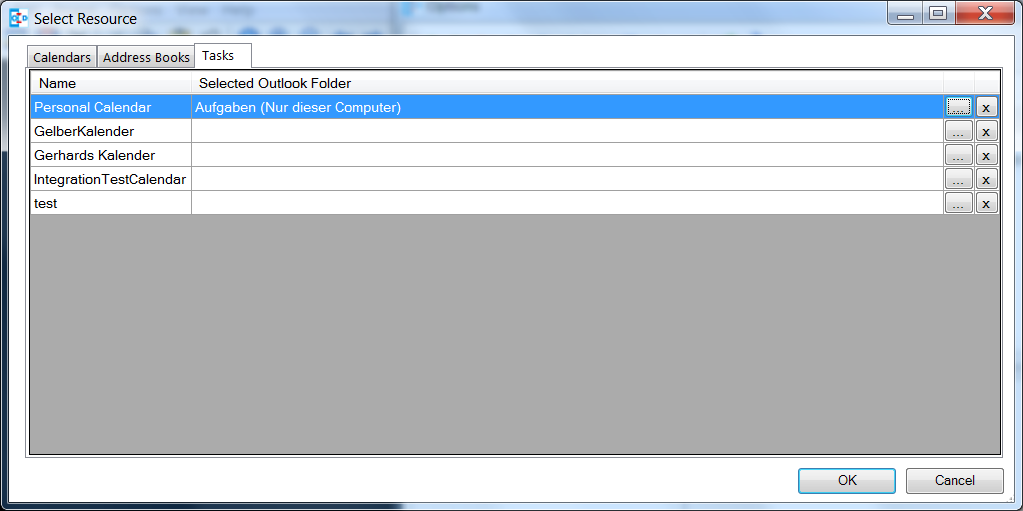 Options
Select Resource
Calendars Address Books Tasks
Name Selected Outlook Folder
Personal Calendar Aufgaben (Nur dieser Computer) ... x
GelberKalender ... x
Gerhards Kalender ... x
IntegrationTestCalendar ... x
test ... x
OK Cancel